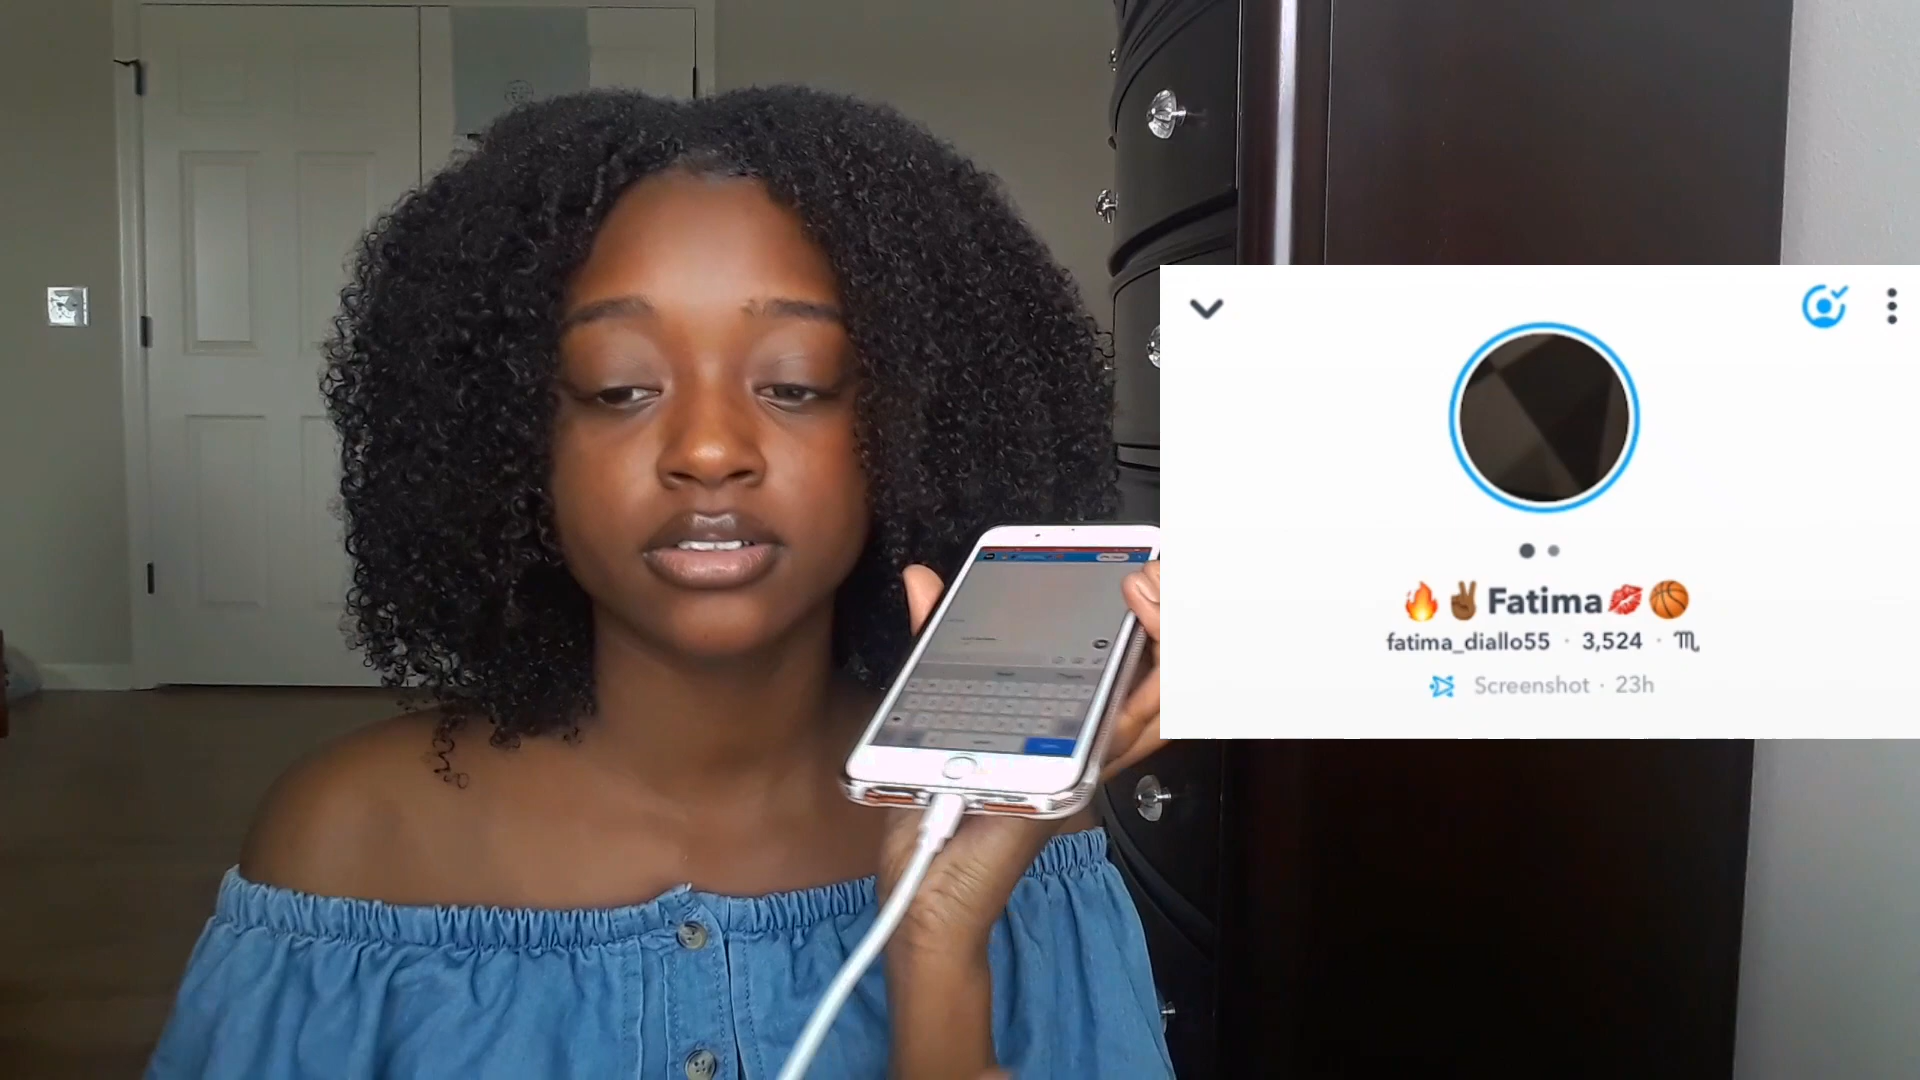 🔥✌🏾Fatima💋🏀
fatima_diallo55 · 3,524 · ♏
Screenshot · 23h